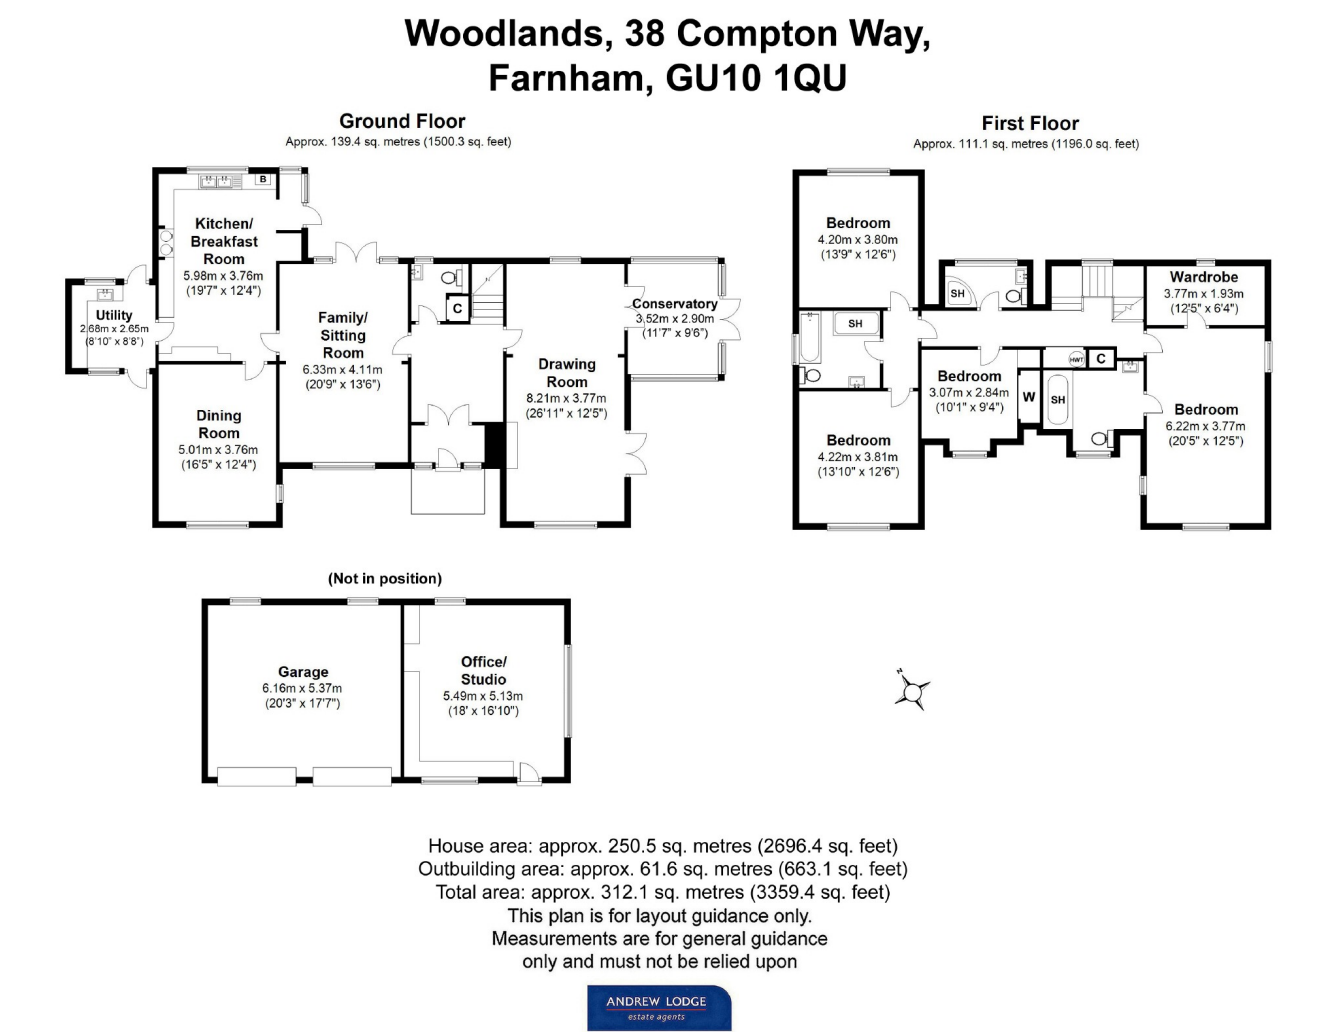 Woodlands, 38 Compton Way,
Farnham, GU10 1QU
Ground Floor
Approx. 139.4 sq. metres (1500.3 sq. feet)
B
Kitchen/
Breakfast
Room
5.98m x 3.76m
(19'7" x 12'4")
Utility
2.68m x 2.65m
(8'10" x 8'8")
Family/
Sitting
Room
6.33m x 4.11m
(20'9" x 13'6")
C
Conservatory
3.52m x 2.90m
(11'7" x 9'6")
Drawing
Room
8.21m x 3.77m
(26'11" x 12'5")
Dining
Room
5.01m x 3.76m
(16'5" x 12'4")
First Floor
Approx. 111.1 sq. metres (1196.0 sq. feet)
Bedroom
4.20m x 3.80m
(13'9" x 12'6")
SH
Wardrobe
3.77m x 1.93m
(12'5" x 6'4")
SH
HWT
C
Bedroom
3.07m x 2.84m
(10'1" x 9'4")
W
SH
Bedroom
6.22m x 3.77m
(20'5" x 12'5")
Bedroom
4.22m x 3.81m
(13'10" x 12'6")
(Not in position)
Garage
6.16m x 5.37m
(20'3" x 17'7")
Office/
Studio
5.49m x 5.13m
(18' x 16'10")
N
House area: approx. 250.5 sq. metres (2696.4 sq. feet)
Outbuilding area: approx. 61.6 sq. metres (663.1 sq. feet)
Total area: approx. 312.1 sq. metres (3359.4 sq. feet)
This plan is for layout guidance only.
Measurements are for general guidance
only and must not be relied upon
ANDREW LODGE
estate agents